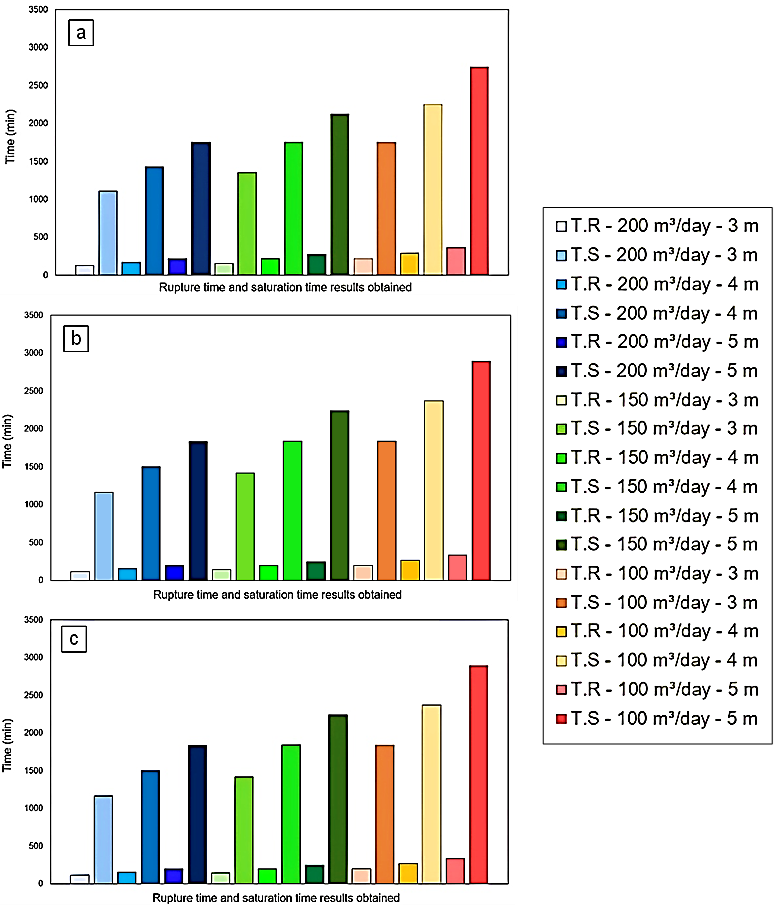 a
3500
3000
2500
2000
1500
1000
500
0
Time (min)
Rupture time and saturation time results obtained
b
3500
3000
2500
2000
1500
1000
500
0
Time (min)
Rupture time and saturation time results obtained
c
3500
3000
2500
2000
1500
1000
500
0
Time (min)
Rupture time and saturation time results obtained
T.R - 200 m³/day - 3 m
T.S - 200 m³/day - 3 m
T.R - 200 m³/day - 4 m
T.S - 200 m³/day - 4 m
T.R - 200 m³/day - 5 m
T.S - 200 m³/day - 5 m
T.R - 150 m³/day - 3 m
T.S - 150 m³/day - 3 m
T.R - 150 m³/day - 4 m
T.S - 150 m³/day - 4 m
T.R - 150 m³/day - 5 m
T.S - 150 m³/day - 5 m
T.R - 100 m³/day - 3 m
T.S - 100 m³/day - 3 m
T.R - 100 m³/day - 4 m
T.S - 100 m³/day - 4 m
T.R - 100 m³/day - 5 m
T.S - 100 m³/day - 5 m